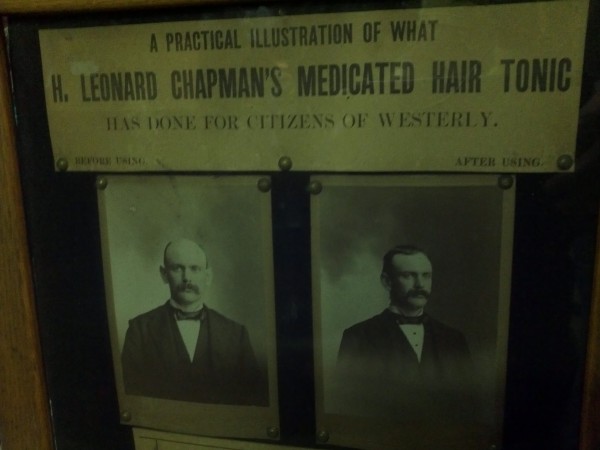 A PRACTICAL ILLUSTRATION OF WHAT
H. LEONARD CHAPMAN'S MEDICATED HAIR TONIC
HAS DONE FOR CITIZENS OF WESTERLY.
BEFORE USING. AFTER USING.